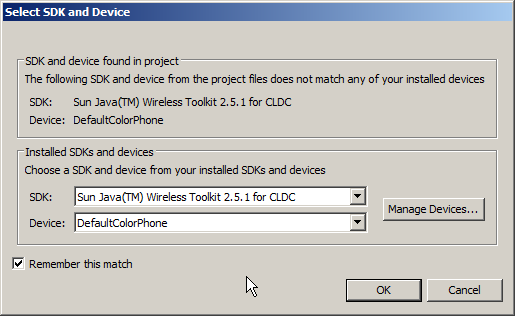 Select SDK and Device
SDK and device found in project
The following SDK and device from the project files does not match any of your installed devices
SDK: Sun Java(TM) Wireless Toolkit 2.5.1 for CLDC
Device: DefaultColorPhone
Installed SDKs and devices
Choose a SDK and device from your installed SDKs and devices
SDK: Sun Java(TM) Wireless Toolkit 2.5.1 for CLDC
Manage Devices...
Device: DefaultColorPhone
Remember this match
OK Cancel